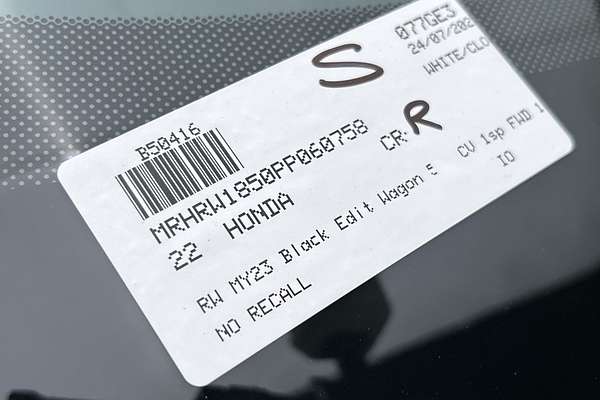 S
077GE3
24/07/202
WHITE/CLO
B50416
MRHRW1850PP060758
CR: R
22 HONDA
RW MY23 Black Edit Wagon 5 CV 1sp FWD 1
IO
NO RECALL